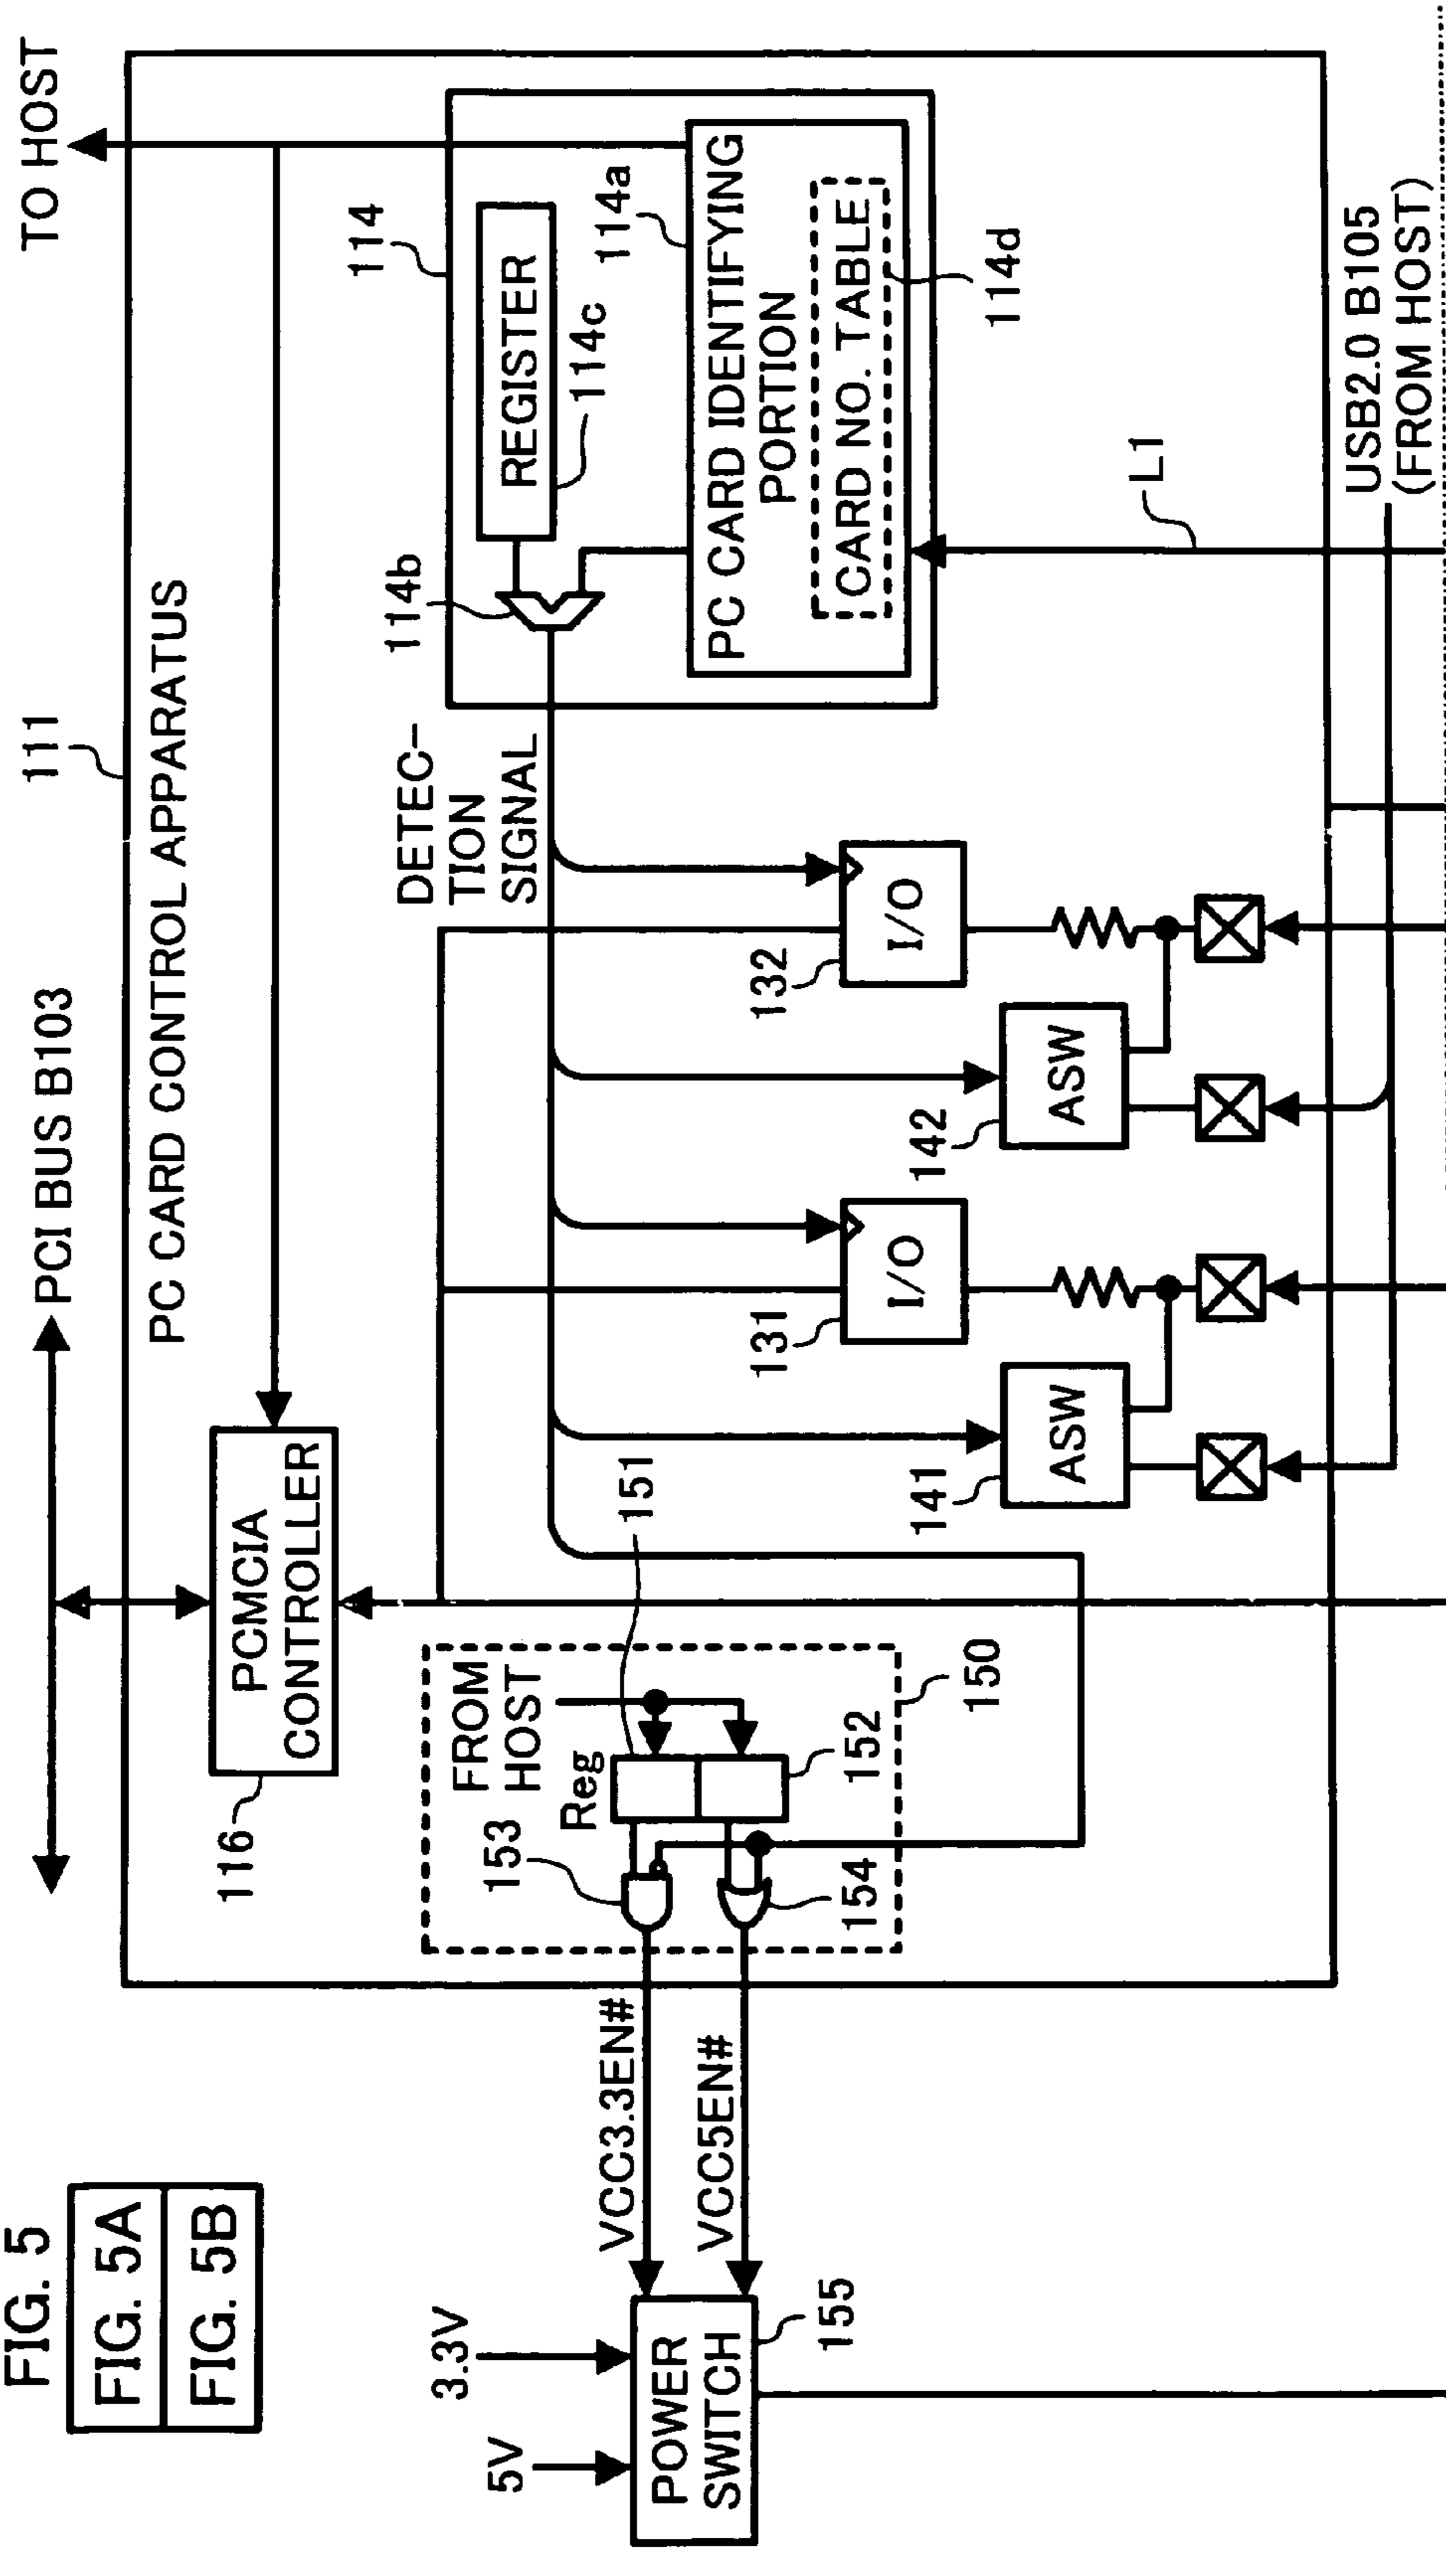 FIG. 5
FIG. 5A
FIG. 5B
PCI BUS B103
TO HOST
111
PC CARD CONTROL APPARATUS
116
PCMCIA
CONTROLLER
114
REGISTER
114c
114b
114a
PC CARD IDENTIFYING
PORTION
CARD NO. TABLE
114d
DETEC-
TION
SIGNAL
FROM
HOST
151
Reg
153
152
154
150
3.3V
5V
VCC3.3EN#
VCC5EN#
POWER
SWITCH
155
131
I/O
132
I/O
141
ASW
142
ASW
L1
USB2.0 B105
(FROM HOST)